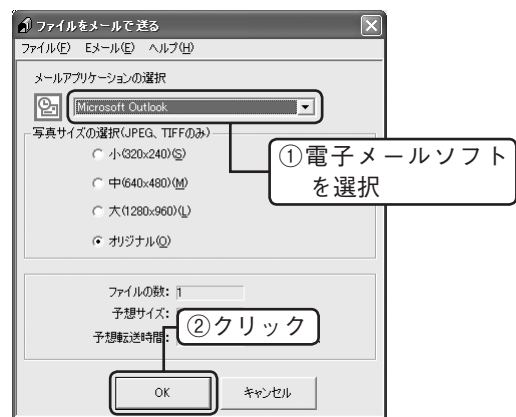 ファイルをメールで送る
ファイル(F) Eメール(E) ヘルプ(H)
メールアプリケーションの選択
Microsoft Outlook
写真サイズの選択(JPEG、TIFFのみ)
小(320x240)(S)
①電子メールソフト
を選択
中(640x480)(M)
大(1280x960)(L)
オリジナル(O)
ファイルの数: 1
予想サイズ:
②クリック
予想転送時間:
OK キャンセル